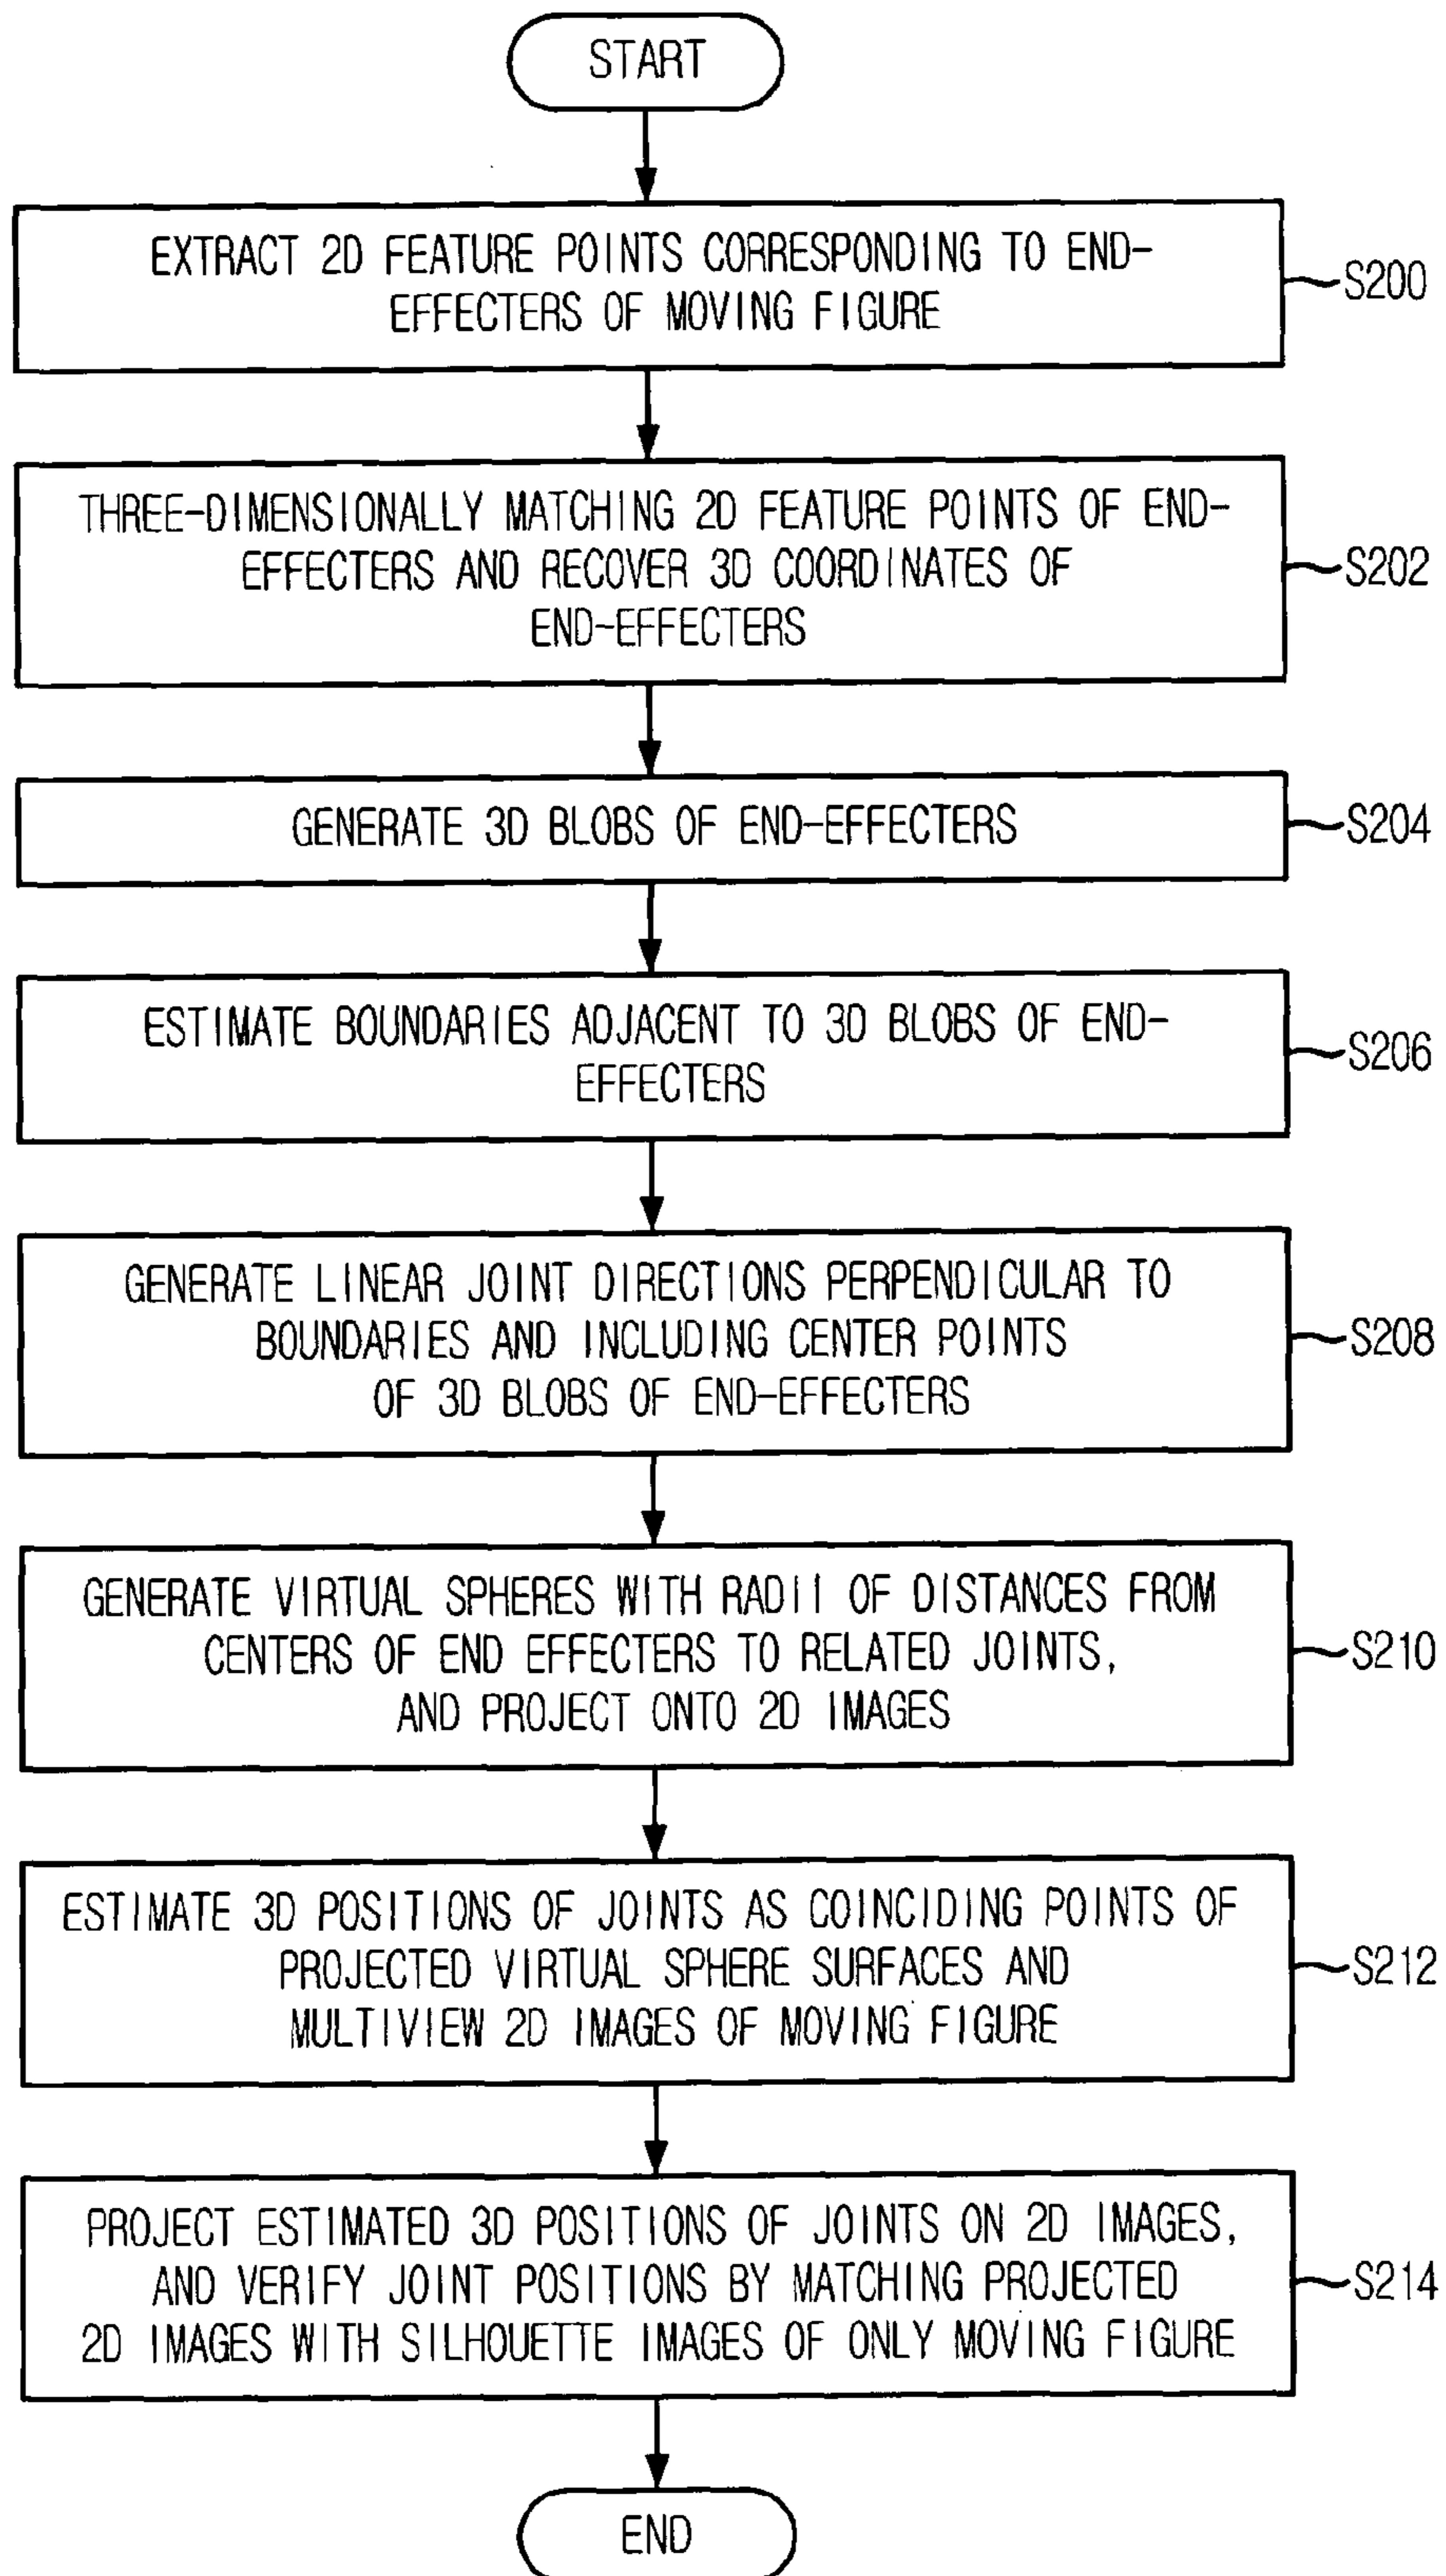 START
EXTRACT 2D FEATURE POINTS CORRESPONDING TO END-
EFFECTERS OF MOVING FIGURE
S200
THREE-DIMENSIONALLY MATCHING 2D FEATURE POINTS OF END-
EFFECTERS AND RECOVER 3D COORDINATES OF
END-EFFECTERS
S202
GENERATE 3D BLOBS OF END-EFFECTERS
S204
ESTIMATE BOUNDARIES ADJACENT TO 3D BLOBS OF END-
EFFECTERS
S206
GENERATE LINEAR JOINT DIRECTIONS PERPENDICULAR TO
BOUNDARIES AND INCLUDING CENTER POINTS
OF 3D BLOBS OF END-EFFECTERS
S208
GENERATE VIRTUAL SPHERES WITH RADII OF DISTANCES FROM
CENTERS OF END EFFECTERS TO RELATED JOINTS,
AND PROJECT ONTO 2D IMAGES
S210
ESTIMATE 3D POSITIONS OF JOINTS AS COINCIDING POINTS OF
PROJECTED VIRTUAL SPHERE SURFACES AND
MULTIVIEW 2D IMAGES OF MOVING FIGURE
S212
PROJECT ESTIMATED 3D POSITIONS OF JOINTS ON 2D IMAGES,
AND VERIFY JOINT POSITIONS BY MATCHING PROJECTED
2D IMAGES WITH SILHOUETTE IMAGES OF ONLY MOVING FIGURE
S214
END